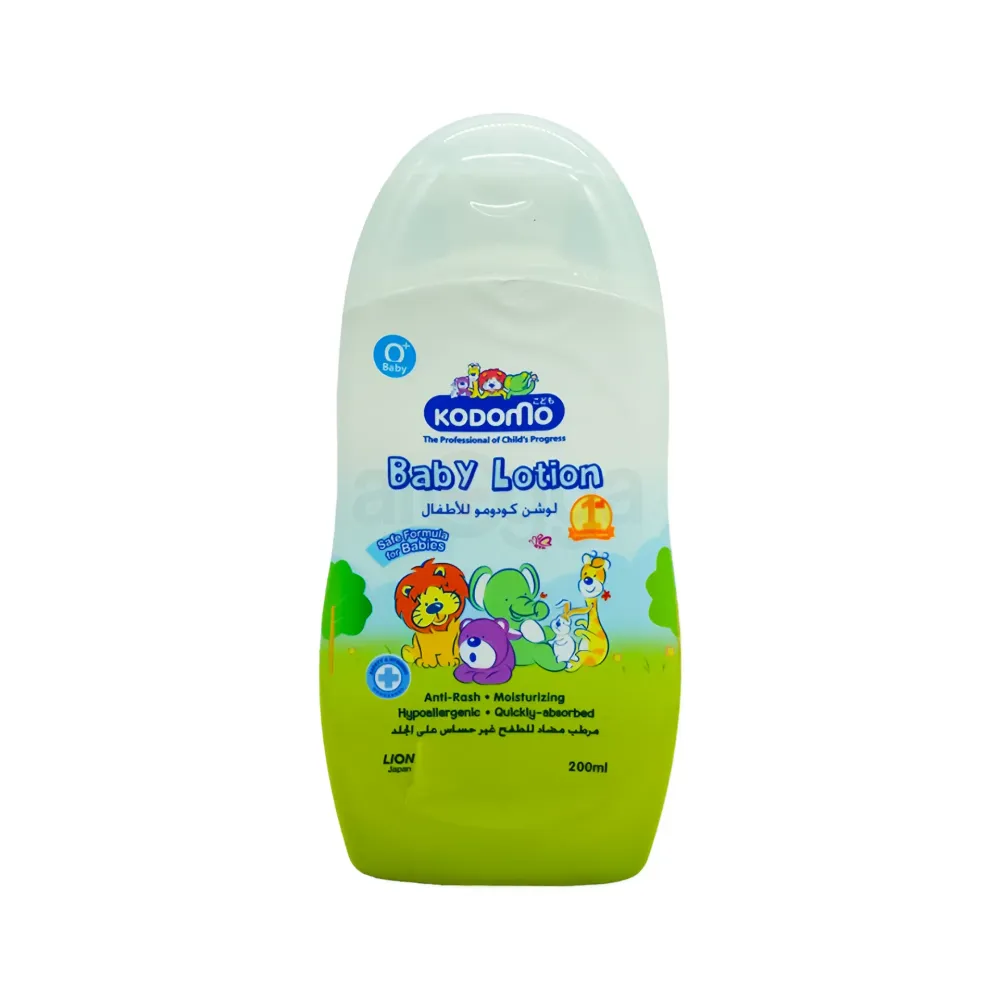 0+
Baby
こども
KODOMO
The Professional of Child's Progress
Baby Lotion
لوشن كودومو للأطفال
1
Safe Formula
for Babies
Anti-Rash • Moisturizing
Hypoallergenic • Quickly-absorbed
مرطب مضاد للطفح غير حساس على الجلد
LION
Japan
200ml